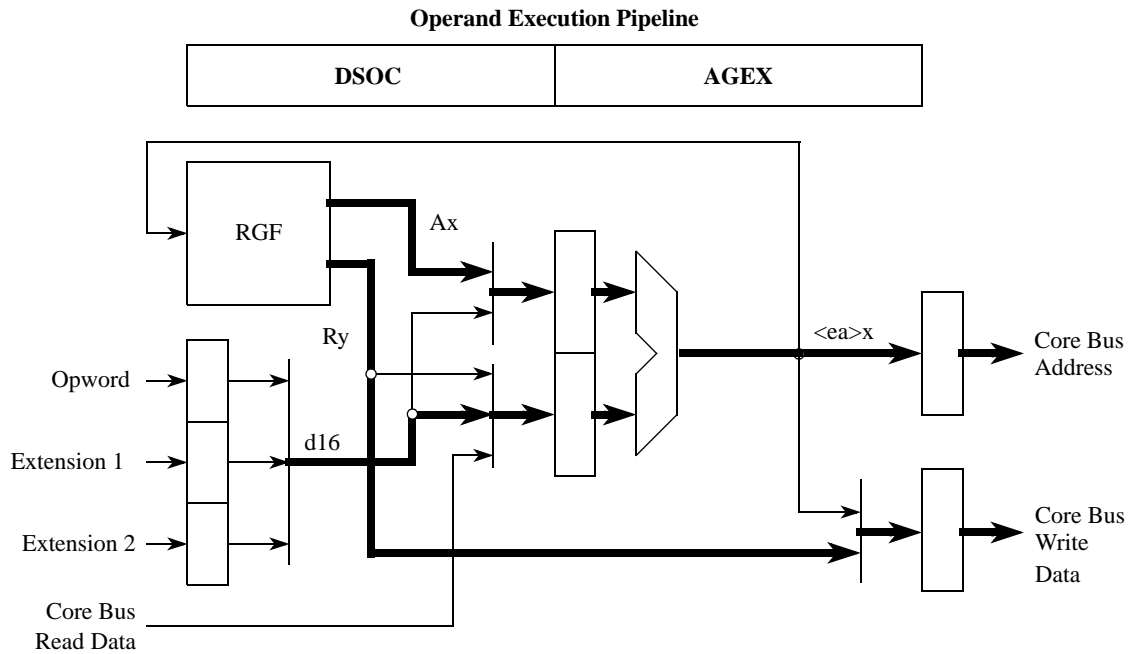 Operand Execution Pipeline
DSOC
AGEX
RGF
Ax
Ry
<ea>x
Core Bus
Address
Opword
d16
Extension 1
Extension 2
Core Bus
Write
Data
Core Bus
Read Data